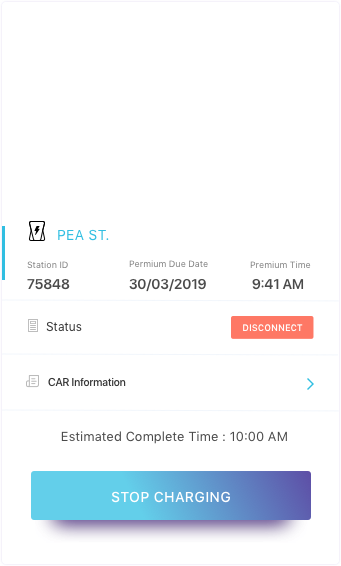 PEA ST.
Station ID Permium Due Date Premium Time
75848 30/03/2019 9:41 AM
Status DISCONNECT
CAR Information
Estimated Complete Time : 10:00 AM
STOP CHARGING